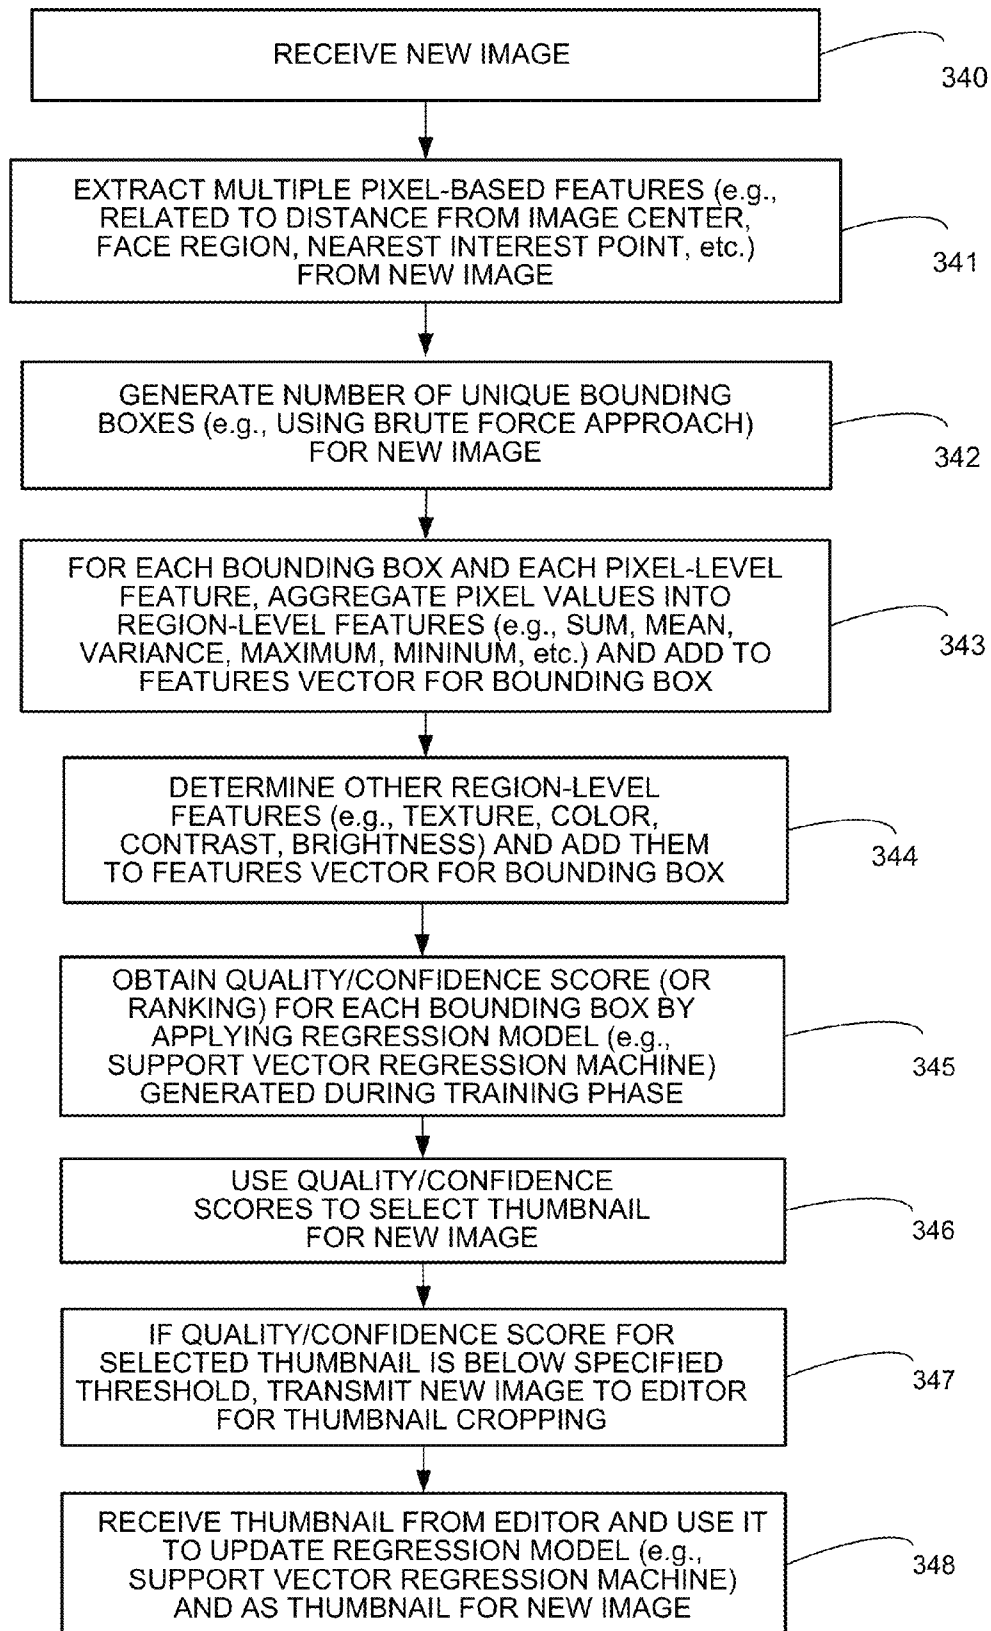 RECEIVE NEW IMAGE
340
EXTRACT MULTIPLE PIXEL-BASED FEATURES (e.g.,
RELATED TO DISTANCE FROM IMAGE CENTER,
FACE REGION, NEAREST INTEREST POINT, etc.)
FROM NEW IMAGE
341
GENERATE NUMBER OF UNIQUE BOUNDING
BOXES (e.g., USING BRUTE FORCE APPROACH)
FOR NEW IMAGE
342
FOR EACH BOUNDING BOX AND EACH PIXEL-LEVEL
FEATURE, AGGREGATE PIXEL VALUES INTO
REGION-LEVEL FEATURES (e.g., SUM, MEAN,
VARIANCE, MAXIMUM, MININUM, etc.) AND ADD TO
FEATURES VECTOR FOR BOUNDING BOX
343
DETERMINE OTHER REGION-LEVEL
FEATURES (e.g., TEXTURE, COLOR,
CONTRAST, BRIGHTNESS) AND ADD THEM
TO FEATURES VECTOR FOR BOUNDING BOX
344
OBTAIN QUALITY/CONFIDENCE SCORE (OR
RANKING) FOR EACH BOUNDING BOX BY
APPLYING REGRESSION MODEL (e.g.,
SUPPORT VECTOR REGRESSION MACHINE)
GENERATED DURING TRAINING PHASE
345
USE QUALITY/CONFIDENCE
SCORES TO SELECT THUMBNAIL
FOR NEW IMAGE
346
IF QUALITY/CONFIDENCE SCORE FOR
SELECTED THUMBNAIL IS BELOW SPECIFIED
THRESHOLD, TRANSMIT NEW IMAGE TO EDITOR
FOR THUMBNAIL CROPPING
347
RECEIVE THUMBNAIL FROM EDITOR AND USE IT
TO UPDATE REGRESSION MODEL (e.g.,
SUPPORT VECTOR REGRESSION MACHINE)
AND AS THUMBNAIL FOR NEW IMAGE
348